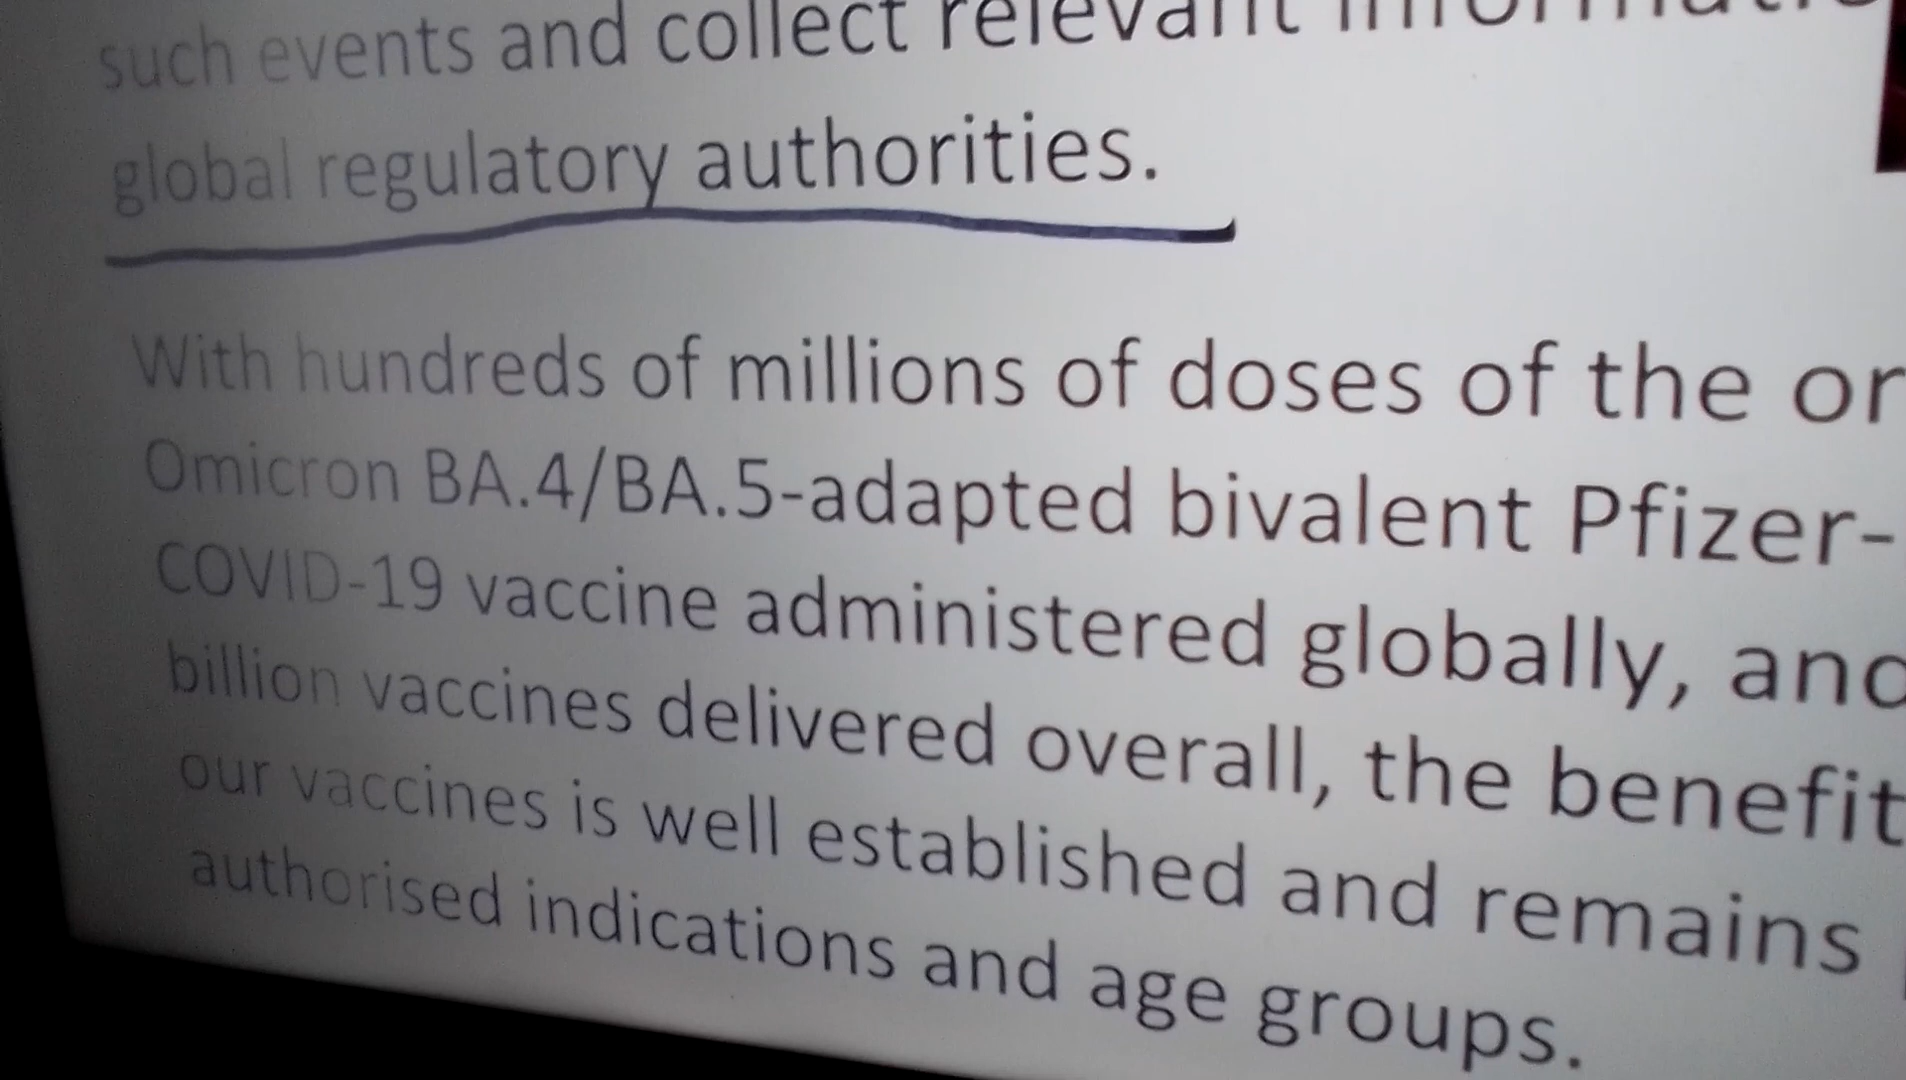 such events and collect relevant
global regulatory authorities.
With hundreds of millions of doses of the
Omicron BA.4/BA.5-adapted bivalent Pfizer-
COVID-19 vaccine administered globally,
billion vaccines delivered overall, the benefit
our vaccines is well established and remains
authorised indications and age groups.